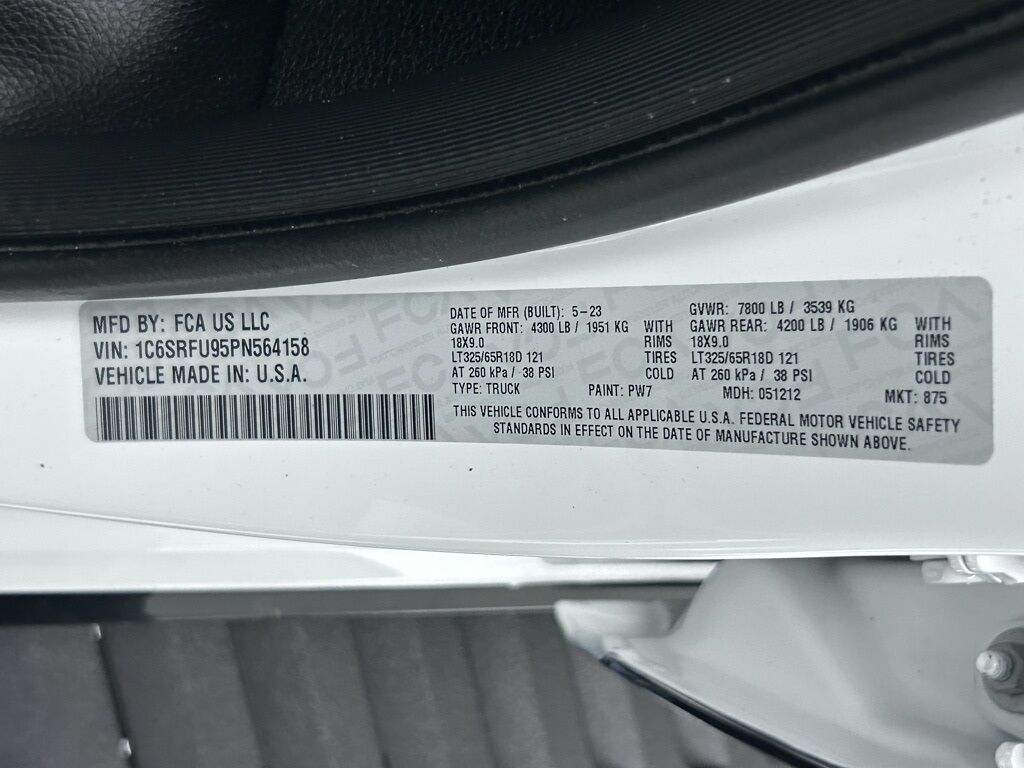 MFD BY: FCA US LLC
VIN: 1C6SRFU95PN564158
VEHICLE MADE IN: U.S.A.
DATE OF MFR (BUILT): 5-23
GVWR: 7800 LB / 3539 KG
GAWR FRONT: 4300 LB / 1951 KG WITH
18X9.0 RIMS
LT325/65R18D 121 TIRES
AT 260 kPa / 38 PSI COLD
GAWR REAR: 4200 LB / 1906 KG WITH
18X9.0 RIMS
LT325/65R18D 121 TIRES
AT 260 kPa / 38 PSI COLD
TYPE: TRUCK PAINT: PW7 MDH: 051212 MKT: 875
THIS VEHICLE CONFORMS TO ALL APPLICABLE U.S.A. FEDERAL MOTOR VEHICLE SAFETY
STANDARDS IN EFFECT ON THE DATE OF MANUFACTURE SHOWN ABOVE.